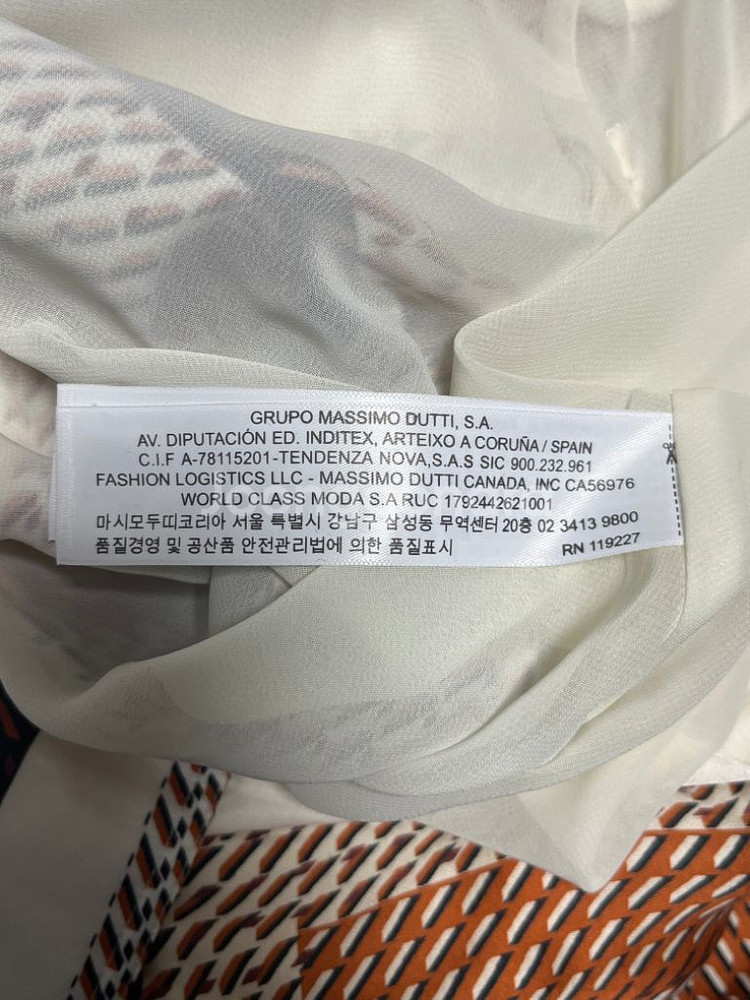 GRUPO MASSIMO DUTTI, S.A.
AV. DIPUTACIÓN ED. INDITEX, ARTEIXO A CORUÑA / SPAIN
C.I.F A-78115201-TENDENZA NOVA,S.A.S SIC 900.232.961
FASHION LOGISTICS LLC - MASSIMO DUTTI CANADA, INC CA56976
WORLD CLASS MODA S.A RUC 1792442621001
마시모두띠코리아 서울 특별시 강남구 삼성동 무역센터 20층 02 3413 9800
품질경영 및 공산품 안전관리법에 의한 품질표시
RN 119227